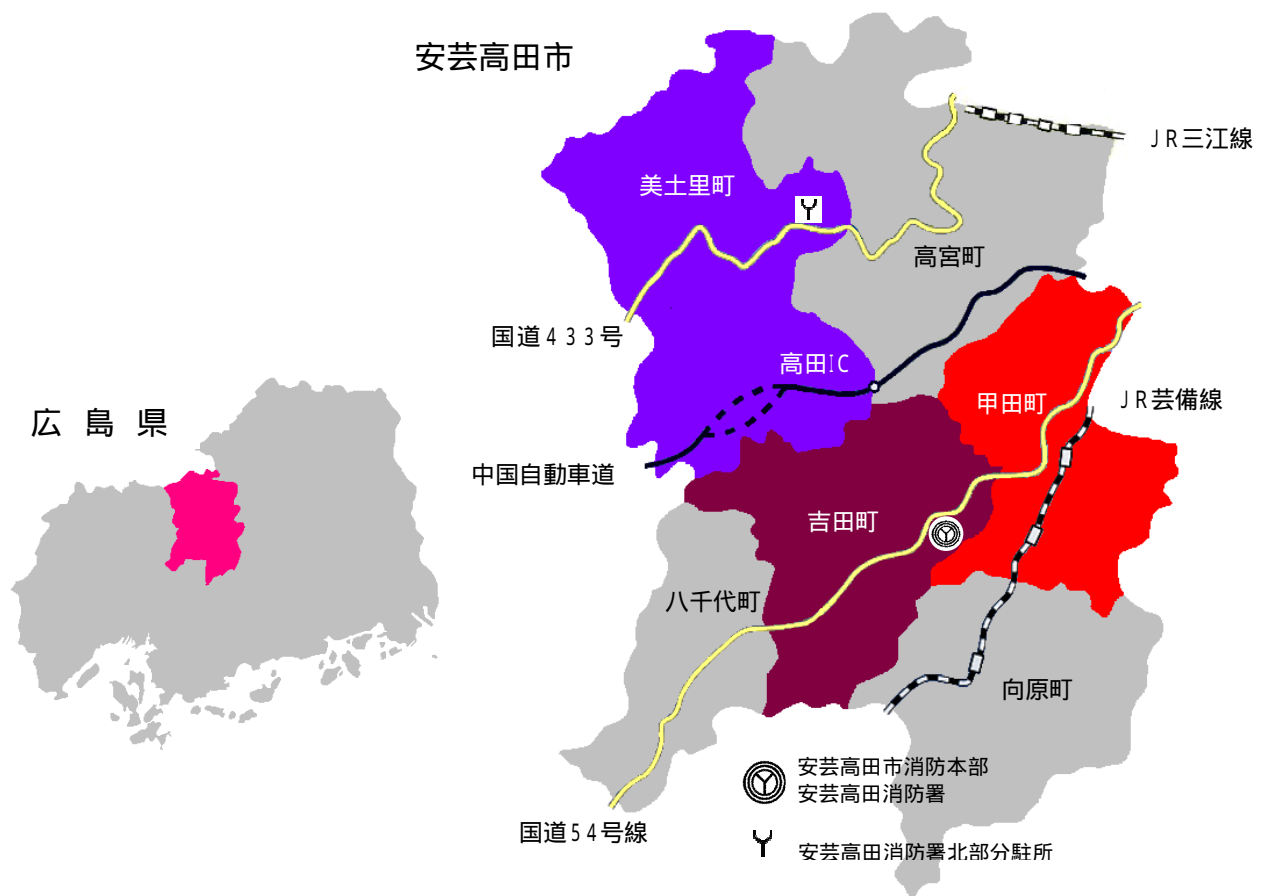 安芸高田市
JR三江線
美土里町
高宮町
国道433号
高田IC
甲田町
JR芸備線
広島県
中国自動車道
吉田町
八千代町
向原町
安芸高田市消防本部
安芸高田消防署
国道54号線
安芸高田消防署北部分駐所